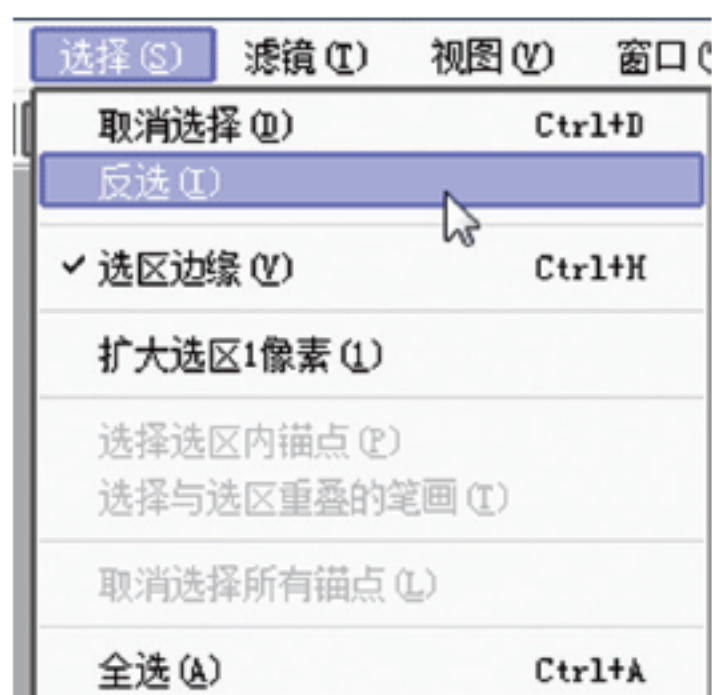 选择(S) 滤镜(T) 视图(V) 窗口(
取消选择(D) Ctrl+D
反选(I)
✓ 选区边缘(V) Ctrl+H
扩大选区1像素(1)
选择选区内锚点(P)
选择与选区重叠的笔画(T)
取消选择所有锚点(L)
全选(A) Ctrl+A